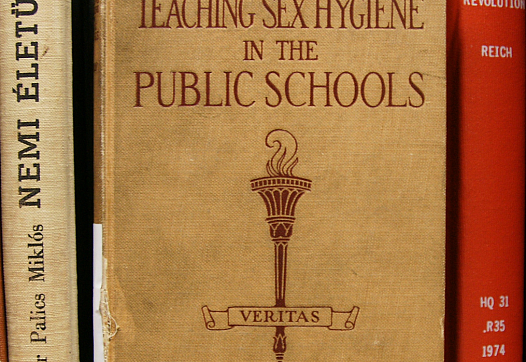 r Palics Miklós NEMI ÉLETÜ
TEACHING SEX HYGIENE
IN THE
PUBLIC SCHOOLS
VERITAS
REVOLUTION
REICH
HQ 31
.R35
1974